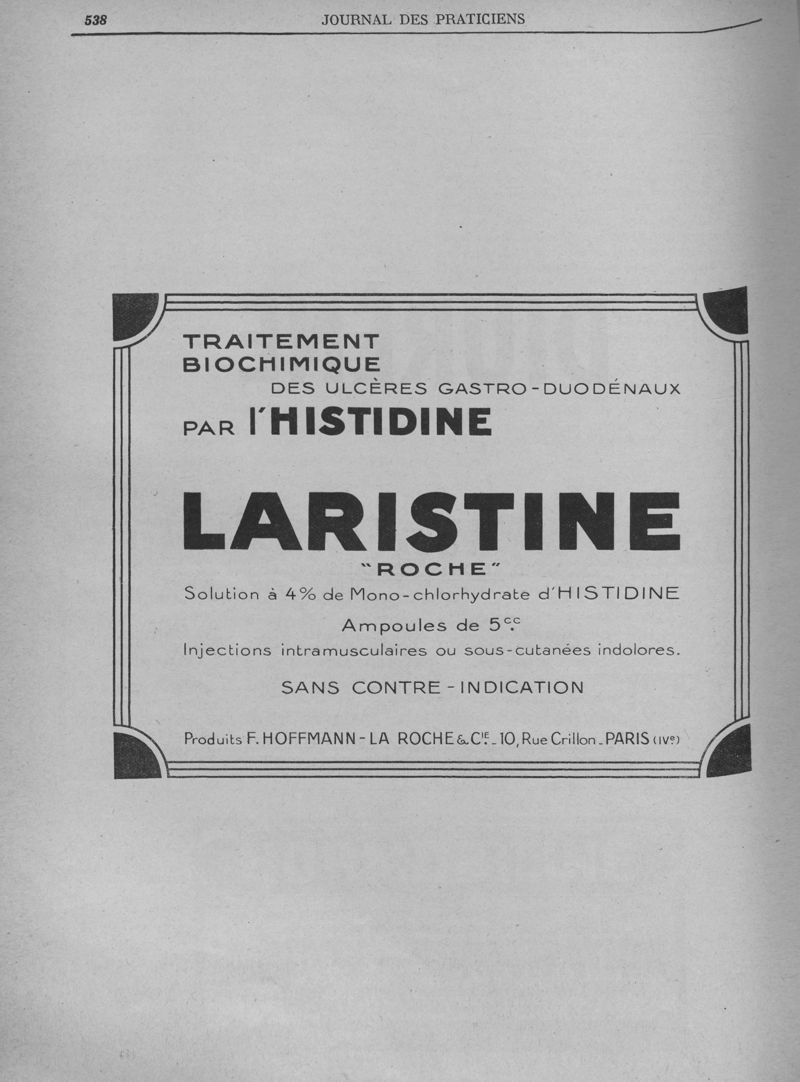 538
JOURNAL DES PRATICIENS
TRAITEMENT
BIOCHIMIQUE
DES ULCÈRES GASTRO-DUODÉNAUX
PAR l'HISTIDINE
LARISTINE
"ROCHE"
Solution à 4% de Mono-chlorhydrate d'HISTIDINE
Ampoules de 5cc.
Injections intramusculaires ou sous-cutanées indolores.
SANS CONTRE-INDICATION
Produits F. HOFFMANN-LA ROCHE & CIE. - 10, Rue Crillon - PARIS (IVe)